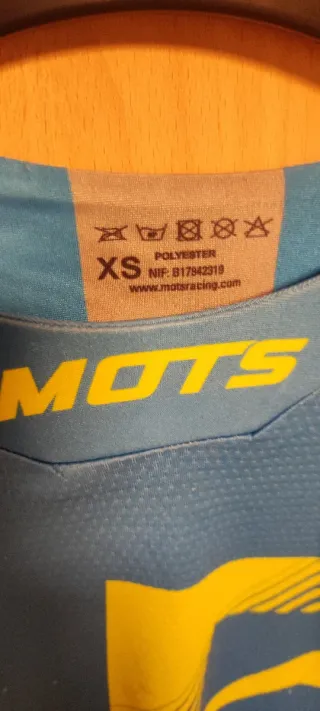 XS
POLYESTER
NIF: B17942319
www.motsracing.com
MOTS